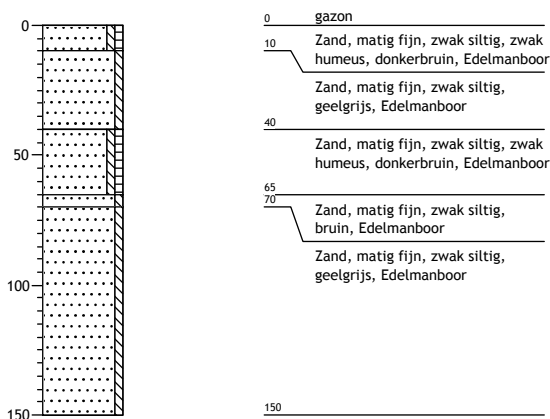 0
50
100
150
0 gazon
Zand, matig fijn, zwak siltig, zwak
10
humeus, donkerbruin, Edelmanboor
Zand, matig fijn, zwak siltig,
geelgrijs, Edelmanboor
40
Zand, matig fijn, zwak siltig, zwak
humeus, donkerbruin, Edelmanboor
65
70
Zand, matig fijn, zwak siltig,
bruin, Edelmanboor
Zand, matig fijn, zwak siltig,
geelgrijs, Edelmanboor
150